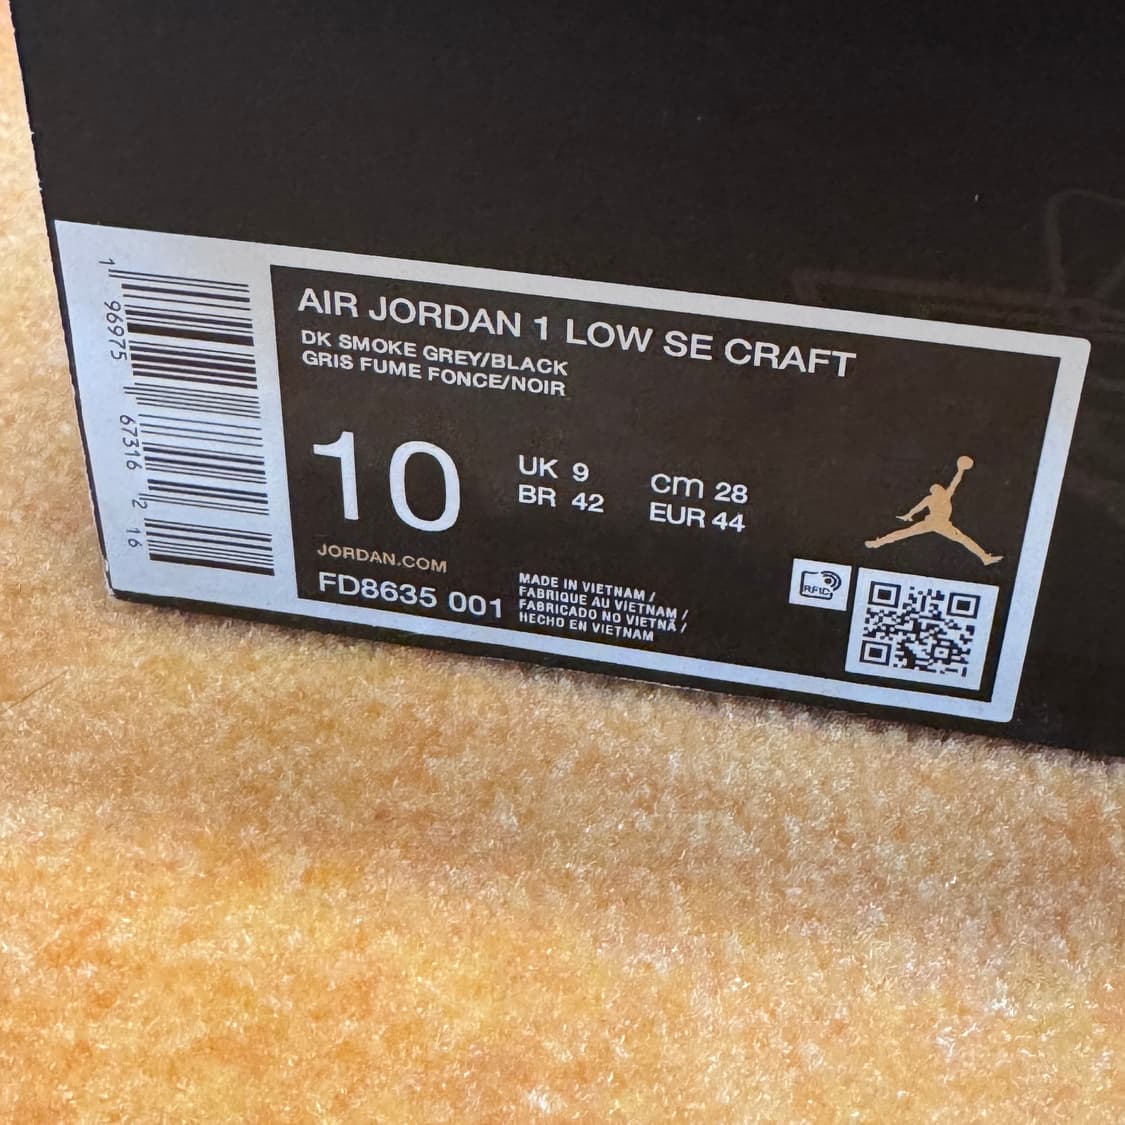 1 96975 67316 2 16
AIR JORDAN 1 LOW SE CRAFT
DK SMOKE GREY/BLACK
GRIS FUME FONCE/NOIR
10
UK 9
BR 42
cm 28
EUR 44
JORDAN.COM
FD8635 001
MADE IN VIETNAM /
FABRIQUE AU VIETNAM /
FABRICADO NO VIETNÃ /
HECHO EN VIETNAM
RFID